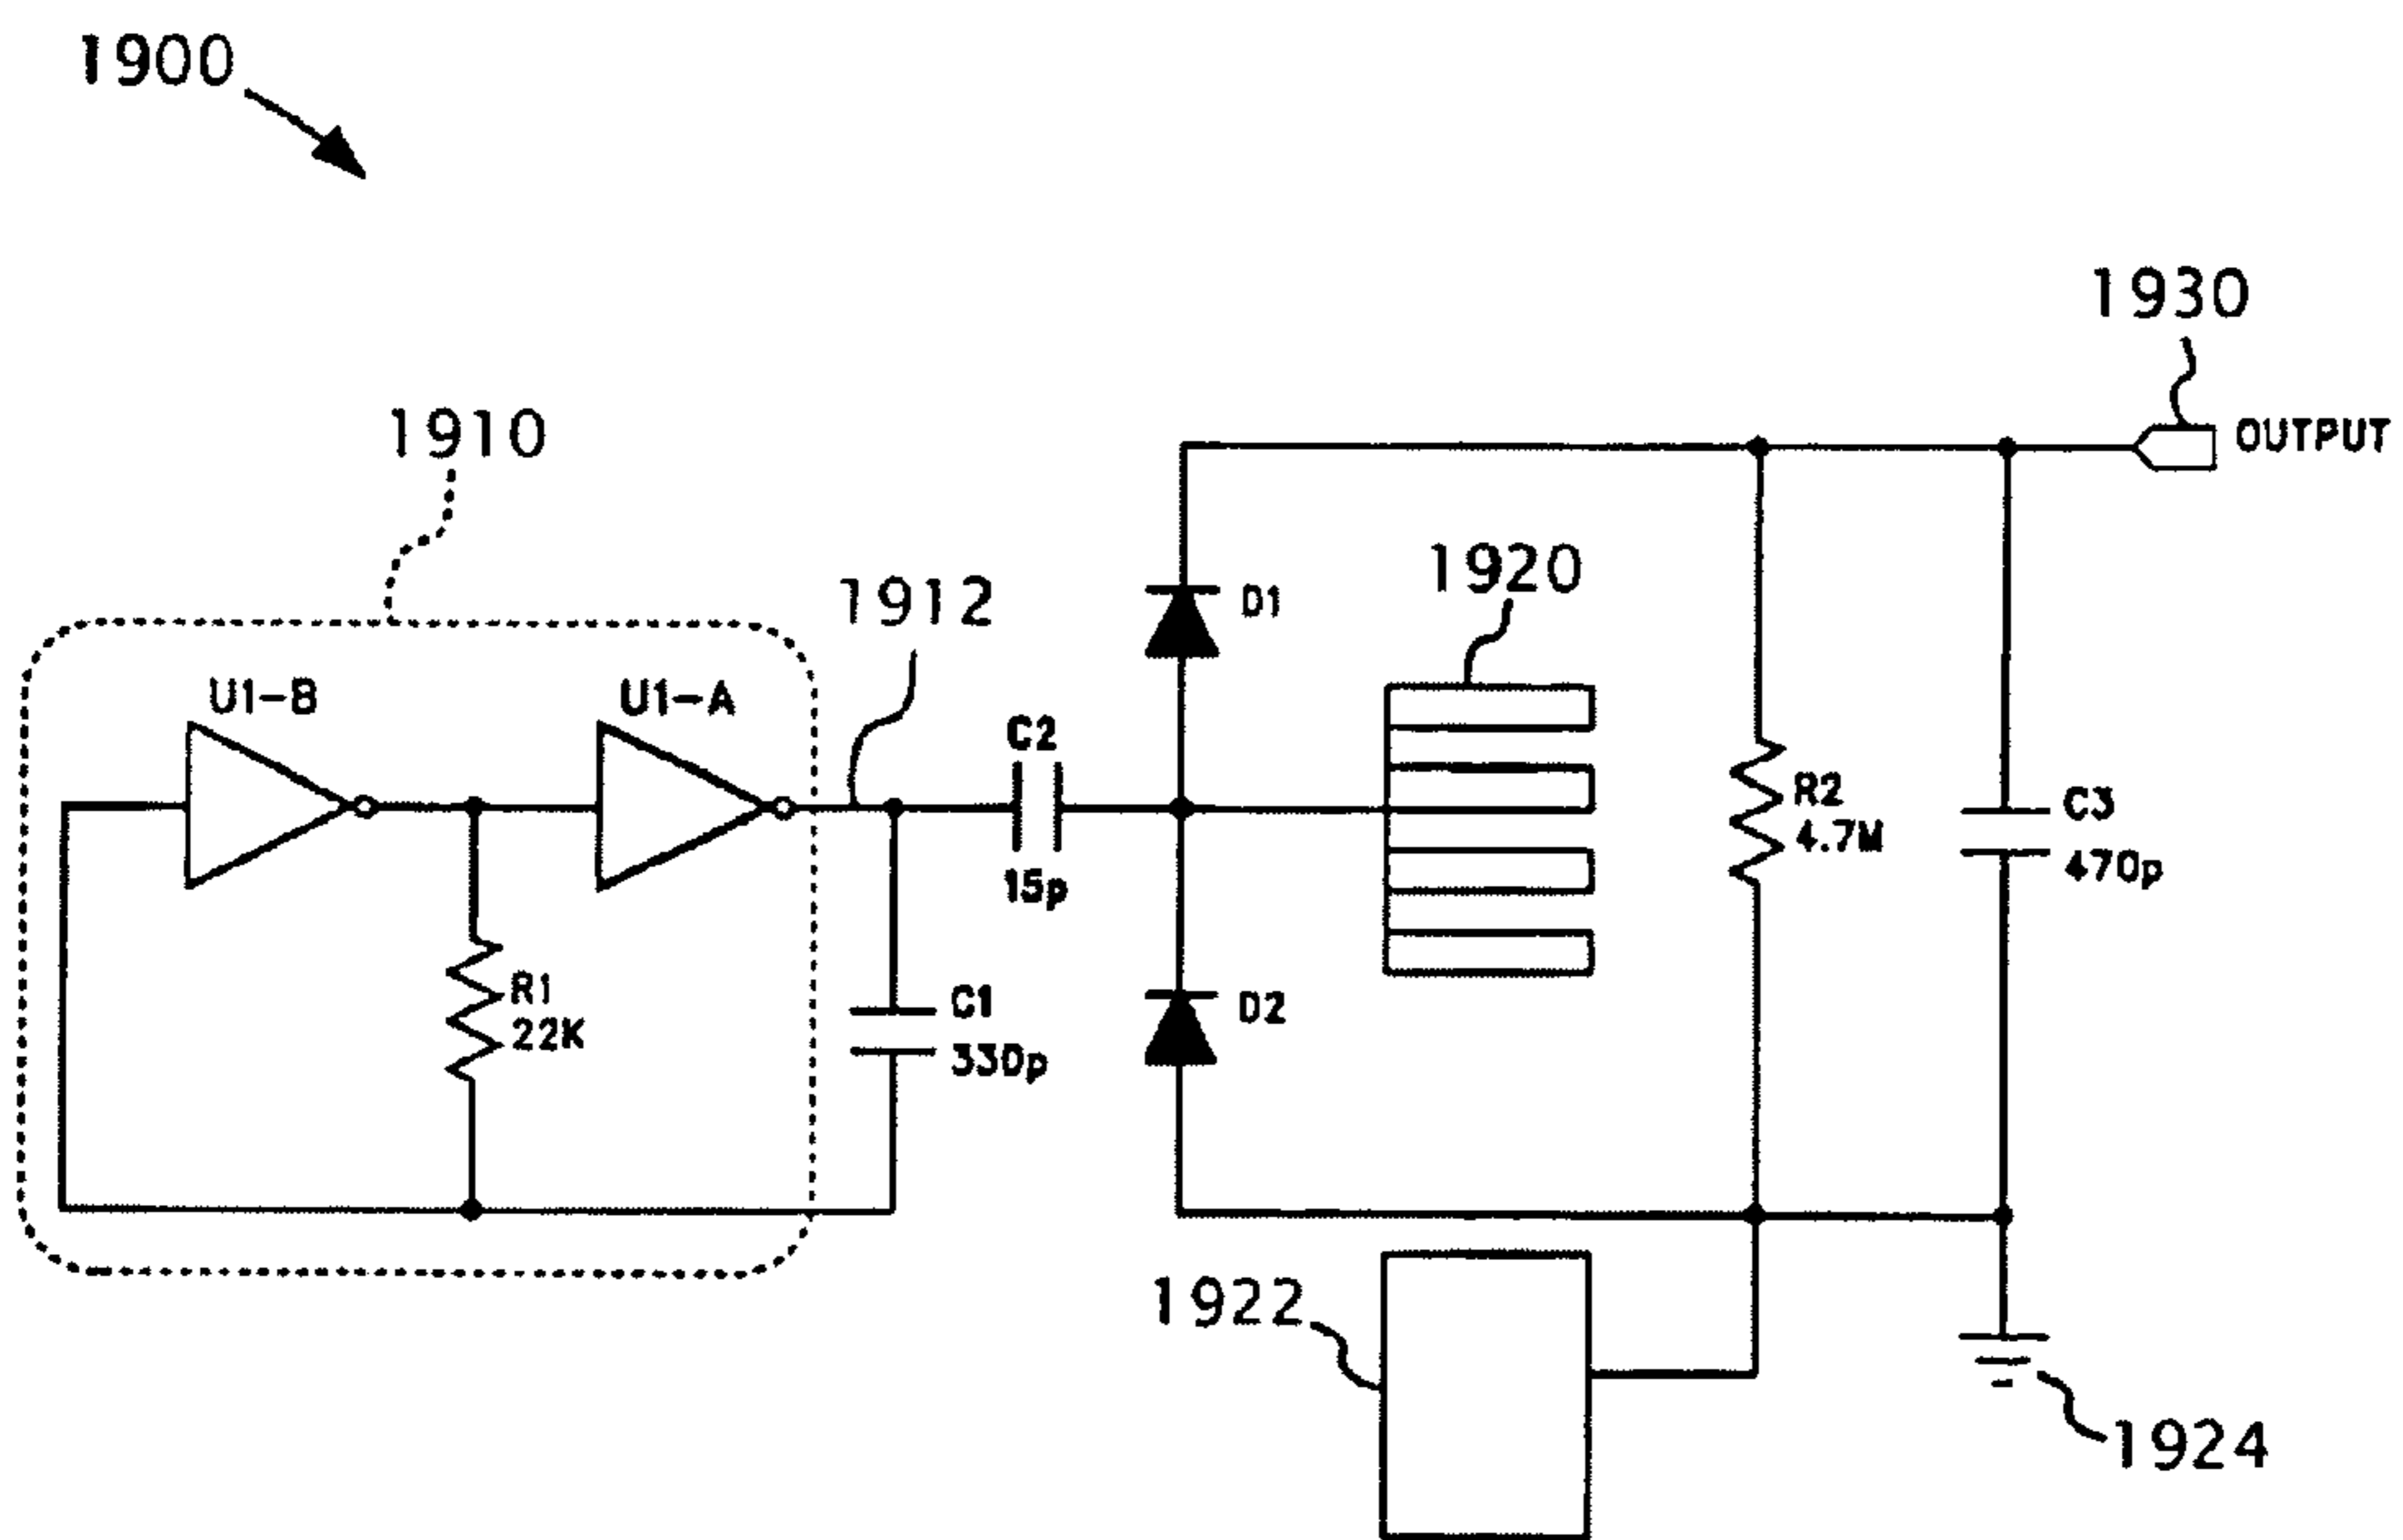 1900
1930
OUTPUT
1910
1912
1920
D1
U1-B
U1-A
C2
15p
R2
4.7M
C3
470p
R1
22K
C1
330p
D2
1922
1924